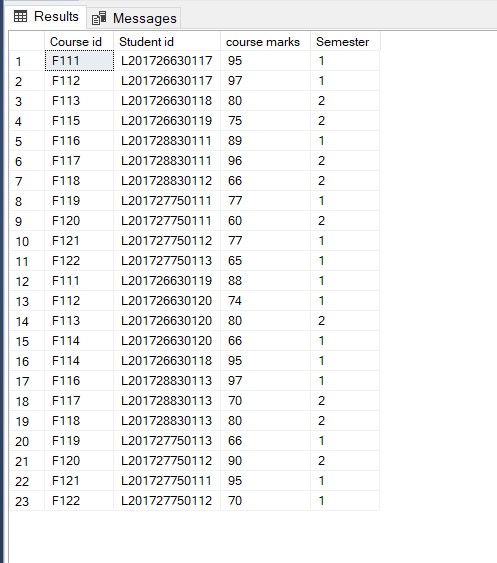 Results Messages
Course id Student id course marks Semester
1 F111 L201726630117 95 1
2 F112 L201726630117 97 1
3 F113 L201726630118 80 2
4 F115 L201726630119 75 2
5 F116 L201728830111 89 1
6 F117 L201728830111 96 2
7 F118 L201728830112 66 2
8 F119 L201727750111 77 1
9 F120 L201727750111 60 2
10 F121 L201727750112 77 1
11 F122 L201727750113 65 1
12 F111 L201726630119 88 1
13 F112 L201726630120 74 1
14 F113 L201726630120 80 2
15 F114 L201726630120 66 1
16 F114 L201726630118 95 1
17 F116 L201728830113 97 1
18 F117 L201728830113 70 2
19 F118 L201728830113 80 2
20 F119 L201727750113 66 1
21 F120 L201727750112 90 2
22 F121 L201727750111 95 1
23 F122 L201727750112 70 1